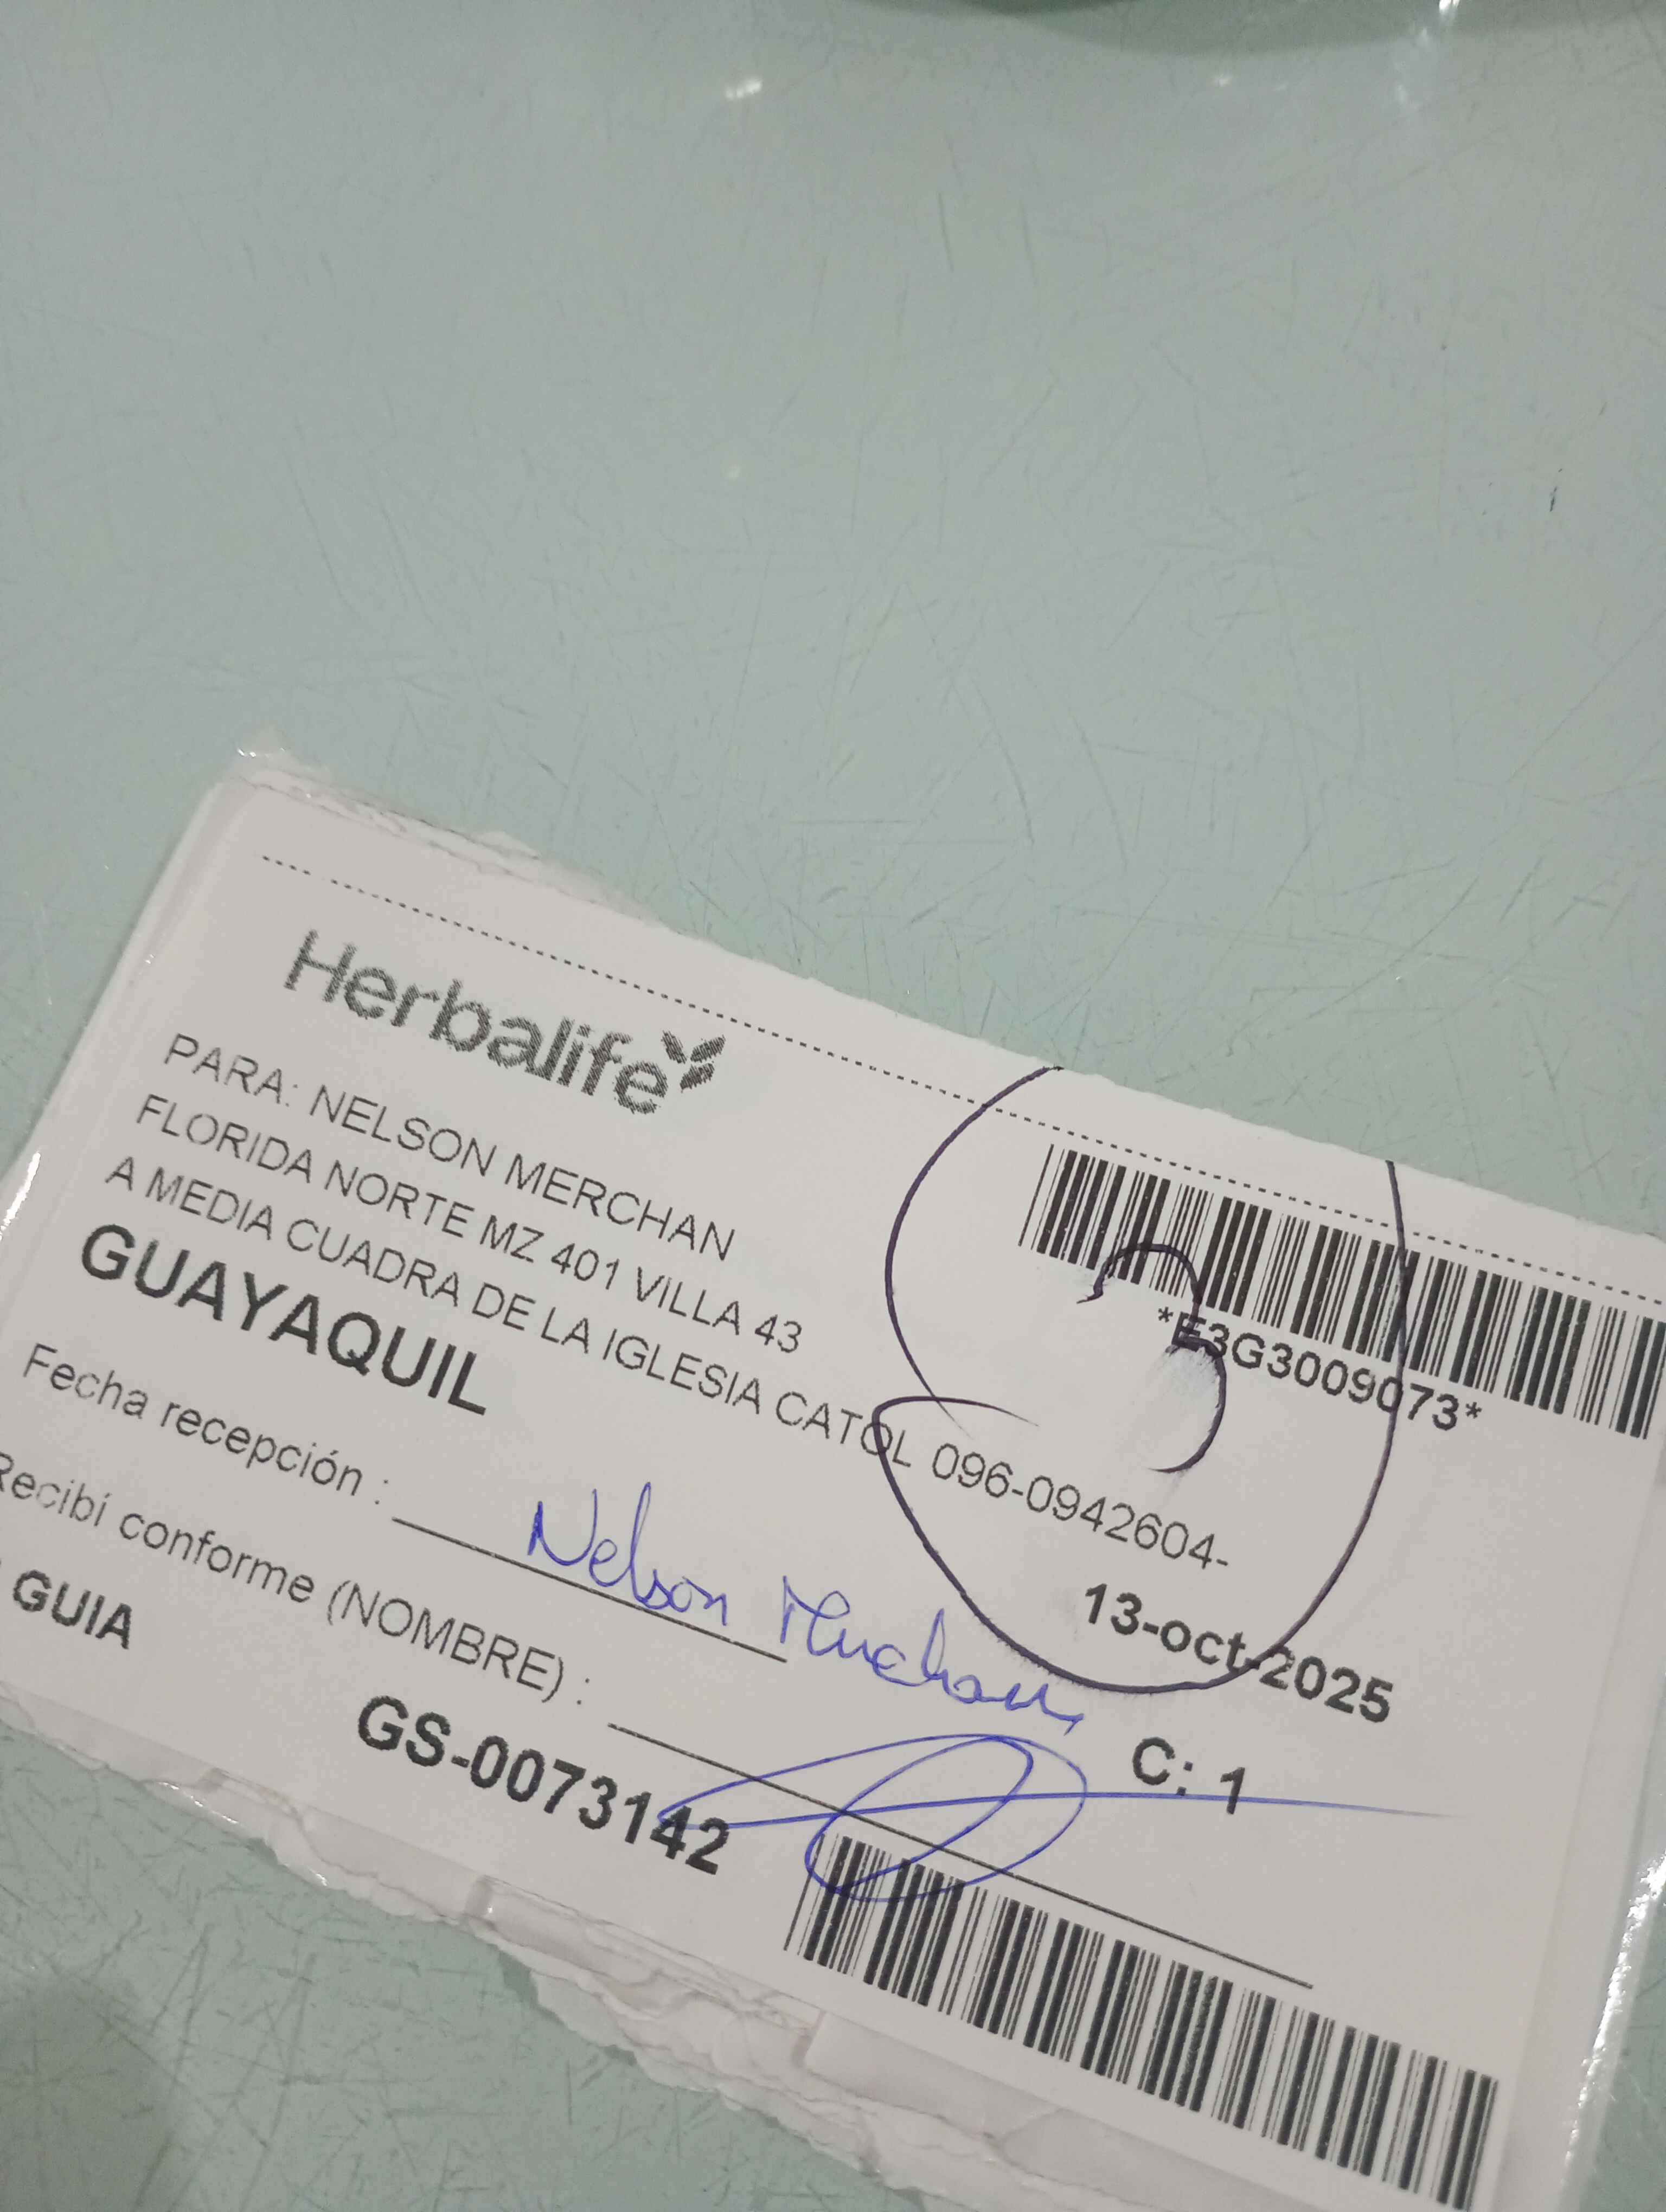 Herbalife
*E3G3009073*
3
PARA: NELSON MERCHAN
FLORIDA NORTE MZ 401 VILLA 43
A MEDIA CUADRA DE LA IGLESIA CATOL 096-0942604-
GUAYAQUIL
13-oct-2025
Fecha recepción :
Nelson Merchan
Recibí conforme (NOMBRE) :
C: 1
GUIA
GS-0073142